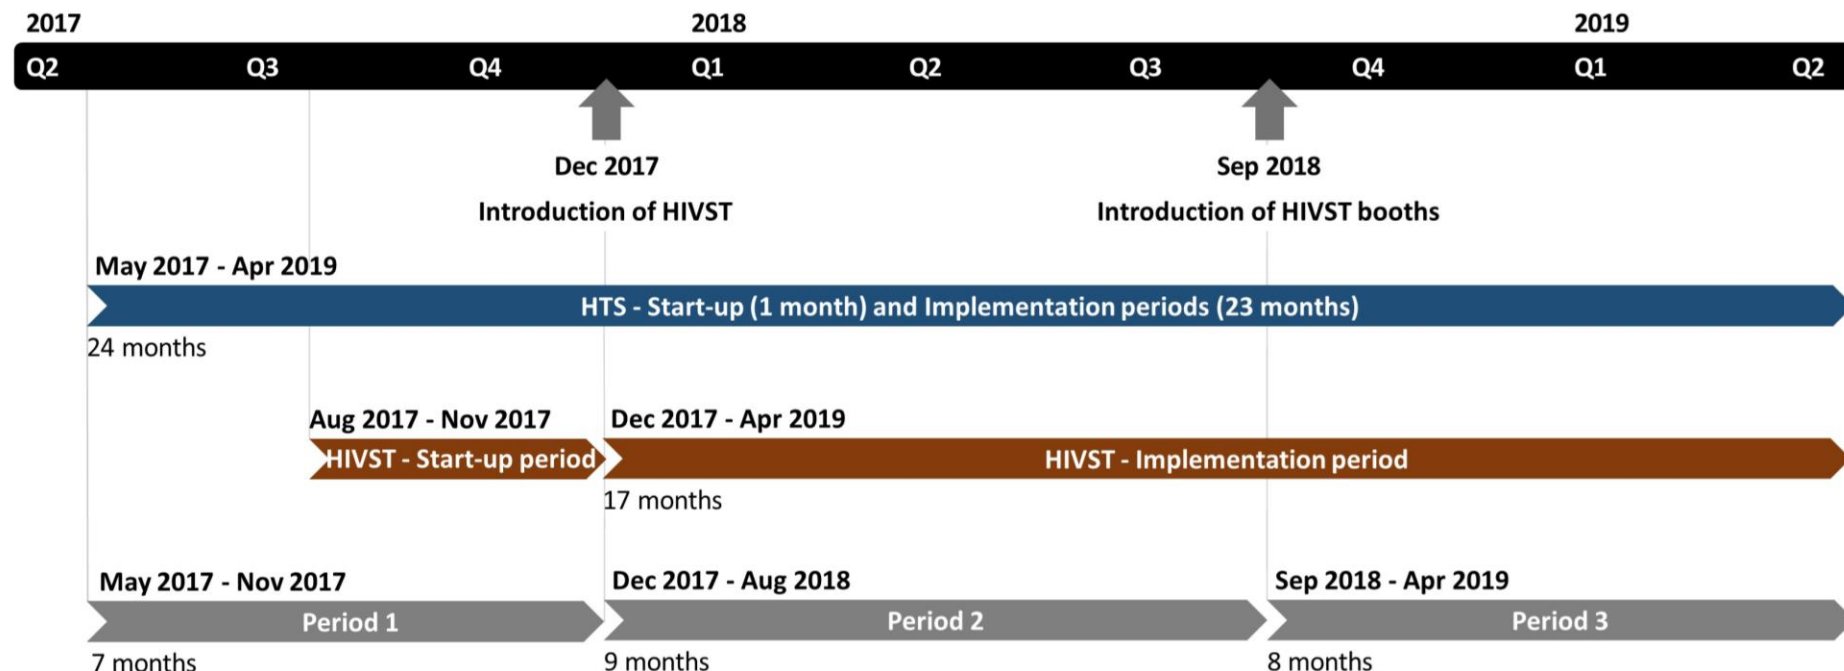 2017 2018 2019
Q2 Q3 Q4 Q1 Q2 Q3 Q4 Q1 Q2
Dec 2017 Sep 2018
Introduction of HIVST Introduction of HIVST booths
May 2017 - Apr 2019
HTS - Start-up (1 month) and Implementation periods (23 months)
24 months
Aug 2017 - Nov 2017 Dec 2017 - Apr 2019
HIVST - Start-up period HIVST - Implementation period
17 months
May 2017 - Nov 2017 Dec 2017 - Aug 2018 Sep 2018 - Apr 2019
Period 1 Period 2 Period 3
7 months 9 months 8 months